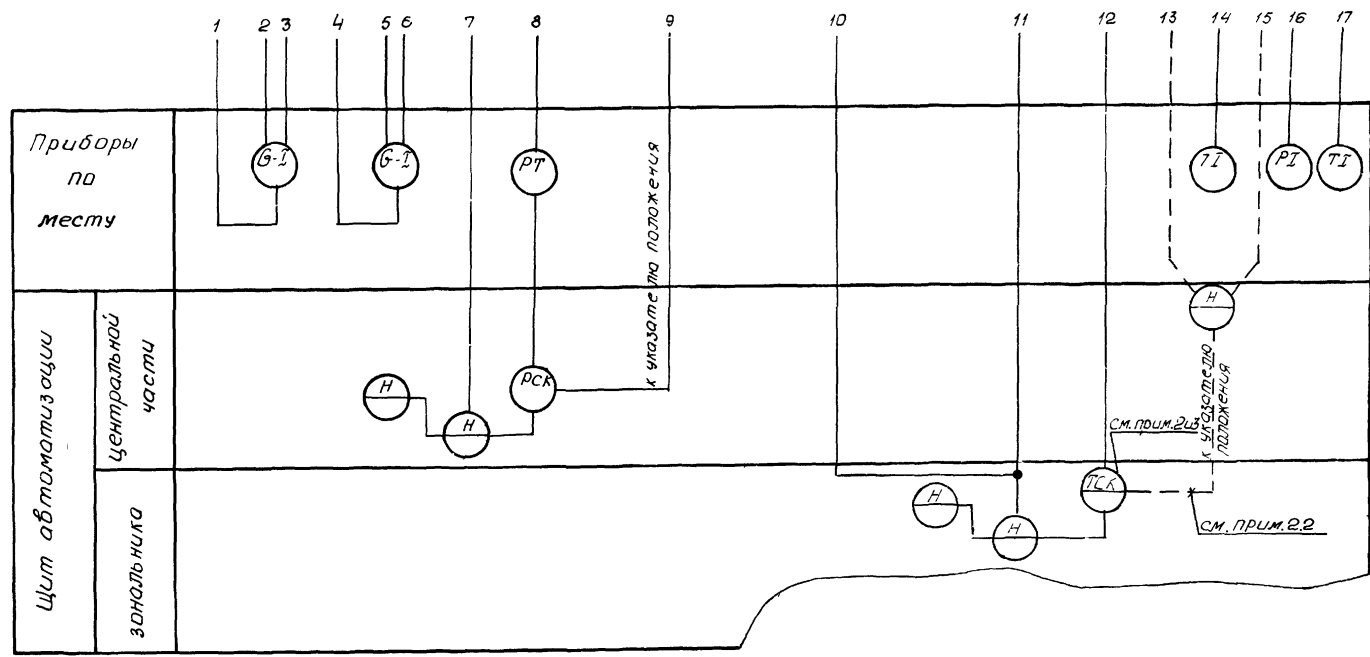 1 2 3 4 5 6 7 8 9 10 11 12 13 14 15 16 17
Приборы
по
месту
G-I
G-I
PT
TI
PI
TI
к указателю положения
Щит автоматизации
центральной
части
H
H
PCK
H
к указателю
положения
см. прим. 2 и 3
зональника
H
H
TCK
см. прим. 2.2